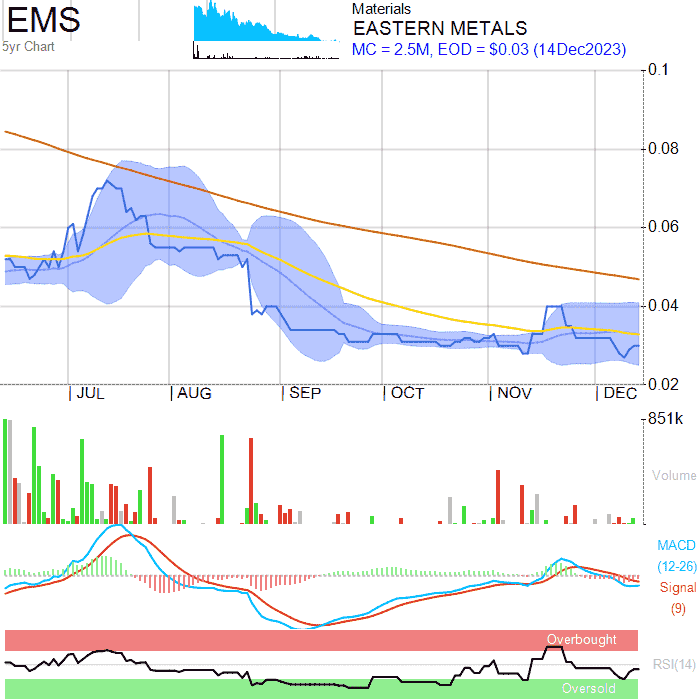 EMS
5yr Chart
Materials
EASTERN METALS
MC = 2.5M, EOD = $0.03 (14Dec2023)
0.1
0.08
0.06
0.04
0.02
JUL AUG SEP OCT NOV DEC
851k
Volume
MACD
(12-26)
Signal
(9)
Overbought
RSI(14)
Oversold